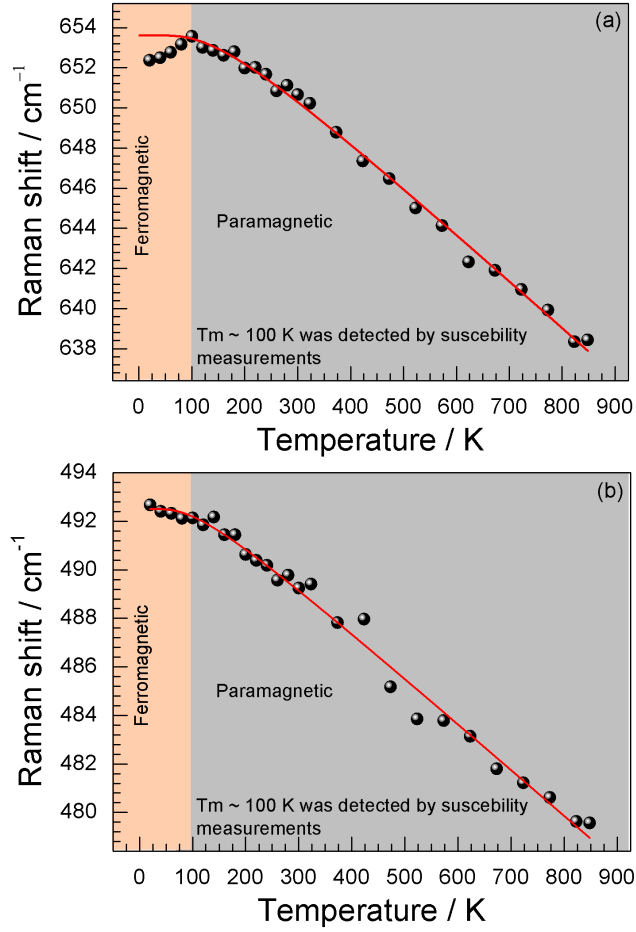 (a)
654
652
650
648
646
644
642
640
638
Raman shift / cm⁻¹
Ferromagnetic
Paramagnetic
Tm ~ 100 K was detected by suscebility
measurements
0 100 200 300 400 500 600 700 800 900
Temperature / K
(b)
494
492
490
488
486
484
482
480
Raman shift / cm⁻¹
Ferromagnetic
Paramagnetic
Tm ~ 100 K was detected by suscebility
measurements
0 100 200 300 400 500 600 700 800 900
Temperature / K